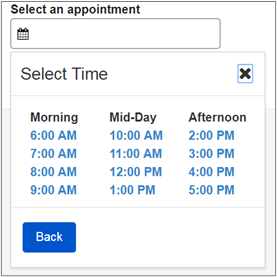 Select an appointment
Select Time
Morning Mid-Day Afternoon
6:00 AM 10:00 AM 2:00 PM
7:00 AM 11:00 AM 3:00 PM
8:00 AM 12:00 PM 4:00 PM
9:00 AM 1:00 PM 5:00 PM
Back